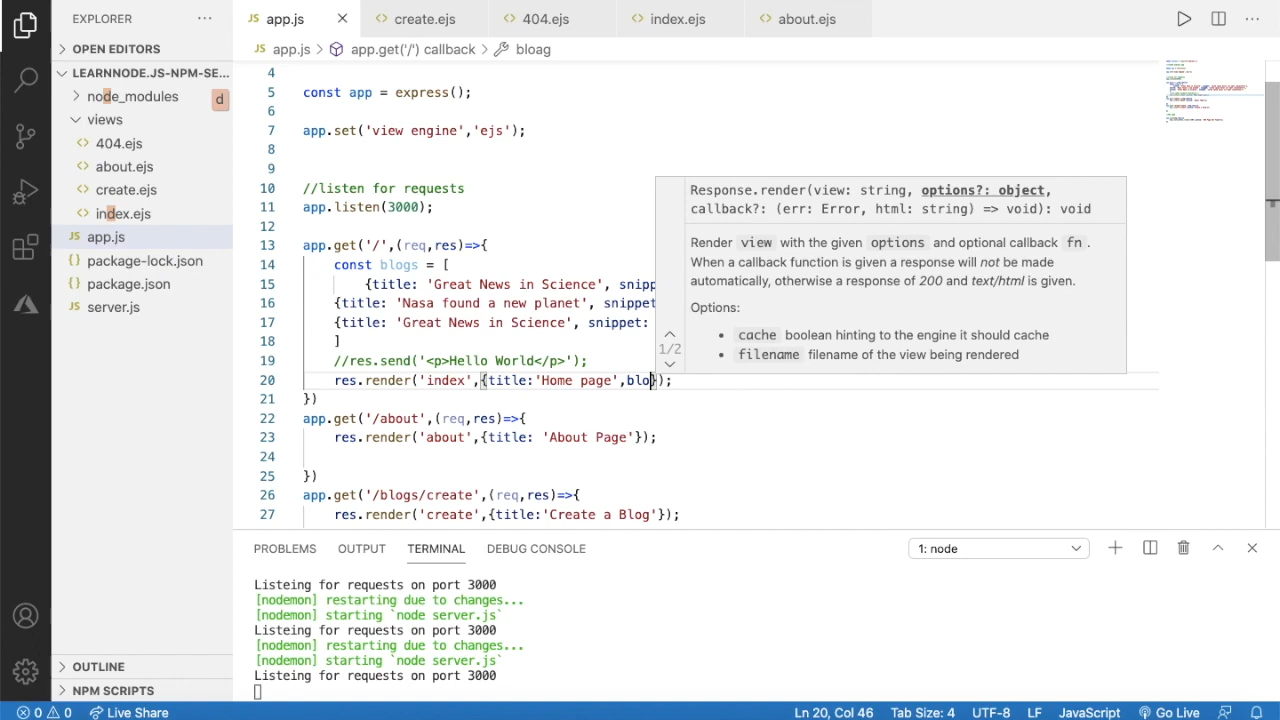 EXPLORER
OPEN EDITORS
LEARNNODE.JS-NPM-SE...
node_modules
d
views
404.ejs
about.ejs
create.ejs
index.ejs
JS app.js
{} package-lock.json
{} package.json
JS server.js
OUTLINE
NPM SCRIPTS
JS app.js
create.ejs
404.ejs
index.ejs
about.ejs
JS app.js > app.get('/') callback > bloag
4
5 const app = express();
6
7 app.set('view engine','ejs');
8
9
10 //listen for requests
11 app.listen(3000);
12
13 app.get('/',(req,res)=>{
14 const blogs = [
15 {title: 'Great News in Science', snipp
16 {title: 'Nasa found a new planet', snippet
17 {title: 'Great News in Science', snippet:
18 ]
19 //res.send('<p>Hello World</p>');
20 res.render('index',{title:'Home page',blo});
21 })
22 app.get('/about',(req,res)=>{
23 res.render('about',{title: 'About Page'});
24
25 })
26 app.get('/blogs/create',(req,res)=>{
27 res.render('create',{title:'Create a Blog'});
Response.render(view: string, options?: object,
callback?: (err: Error, html: string) => void): void
Render view with the given options and optional callback fn.
When a callback function is given a response will not be made
automatically, otherwise a response of 200 and text/html is given.
Options:
1/2
• cache boolean hinting to the engine it should cache
• filename filename of the view being rendered
PROBLEMS OUTPUT TERMINAL DEBUG CONSOLE
1: node
Listeing for requests on port 3000
[nodemon] restarting due to changes...
[nodemon] starting `node server.js`
Listeing for requests on port 3000
[nodemon] restarting due to changes...
[nodemon] starting `node server.js`
Listeing for requests on port 3000
0 0 Live Share
Ln 20, Col 46 Tab Size: 4 UTF-8 LF JavaScript Go Live